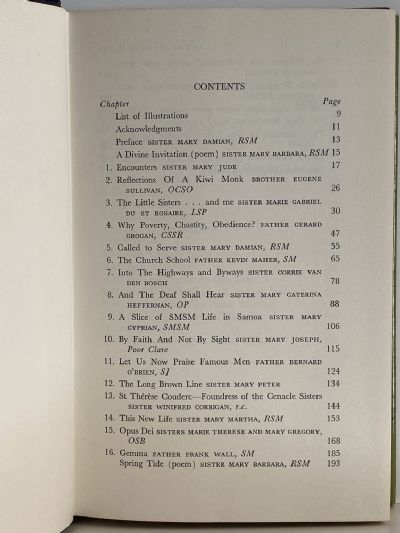 CONTENTS
Chapter Page
List of Illustrations 9
Acknowledgments 11
Preface SISTER MARY DAMIAN, RSM 13
A Divine Invitation (poem) SISTER MARY BARBARA, RSM 15
1. Encounters SISTER MARY JUDE 17
2. Reflections Of A Kiwi Monk BROTHER EUGENE
SULLIVAN, OCSO 26
3. The Little Sisters . . . and me SISTER MARIE GABRIEL
DU ST ROSAIRE, LSP 30
4. Why Poverty, Chastity, Obedience? FATHER GERARD
GROGAN, CSSR 47
5. Called to Serve SISTER MARY DAMIAN, RSM 55
6. The Church School FATHER KEVIN MAHER, SM 65
7. Into The Highways and Byways SISTER CORRIE VAN
DEN BOSCH 78
8. And The Deaf Shall Hear SISTER MARY CATERINA
HEFFERNAN, OP 88
9. A Slice of SMSM Life in Samoa SISTER MARY
CYPRIAN, SMSM 106
10. By Faith And Not By Sight SISTER MARY JOSEPH,
Poor Clare 115
11. Let Us Now Praise Famous Men FATHER BERNARD
O'BRIEN, SJ 124
12. The Long Brown Line SISTER MARY PETER 134
13. St Thérèse Couderc—Foundress of the Cenacle Sisters
SISTER WINIFRED CORRIGAN, r.c. 144
14. This New Life SISTER MARY MARTHA, RSM 153
15. Opus Dei SISTERS MARIE THERESE AND MARY GREGORY,
OSB 168
16. Gemma FATHER FRANK WALL, SM 185
Spring Tide (poem) SISTER MARY BARBARA, RSM 193